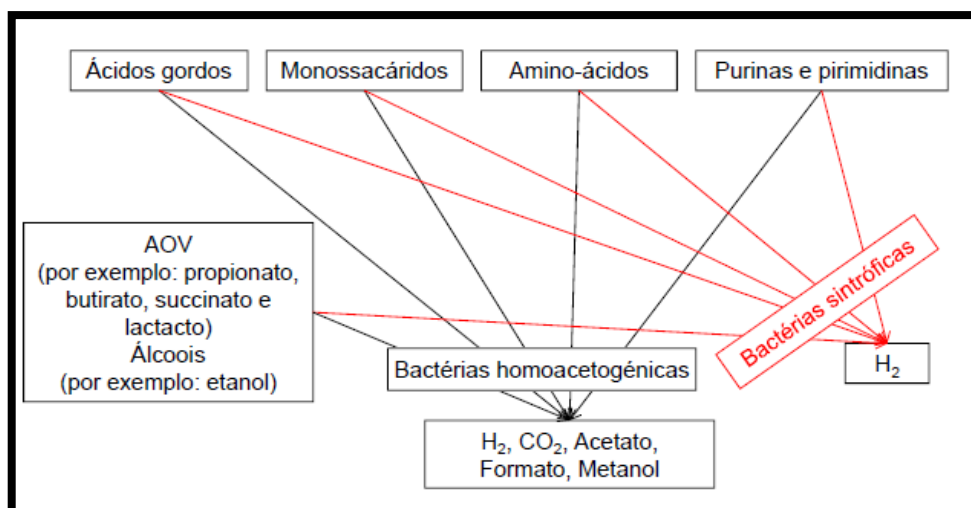 Ácidos gordos
Monossacáridos
Amino-ácidos
Purinas e pirimidinas
AOV
(por exemplo: propionato,
butirato, succinato e
lactacto)
Álcoois
(por exemplo: etanol)
Bactérias homoacetogénicas
Bactérias sintróficas
H₂
H₂, CO₂, Acetato,
Formato, Metanol